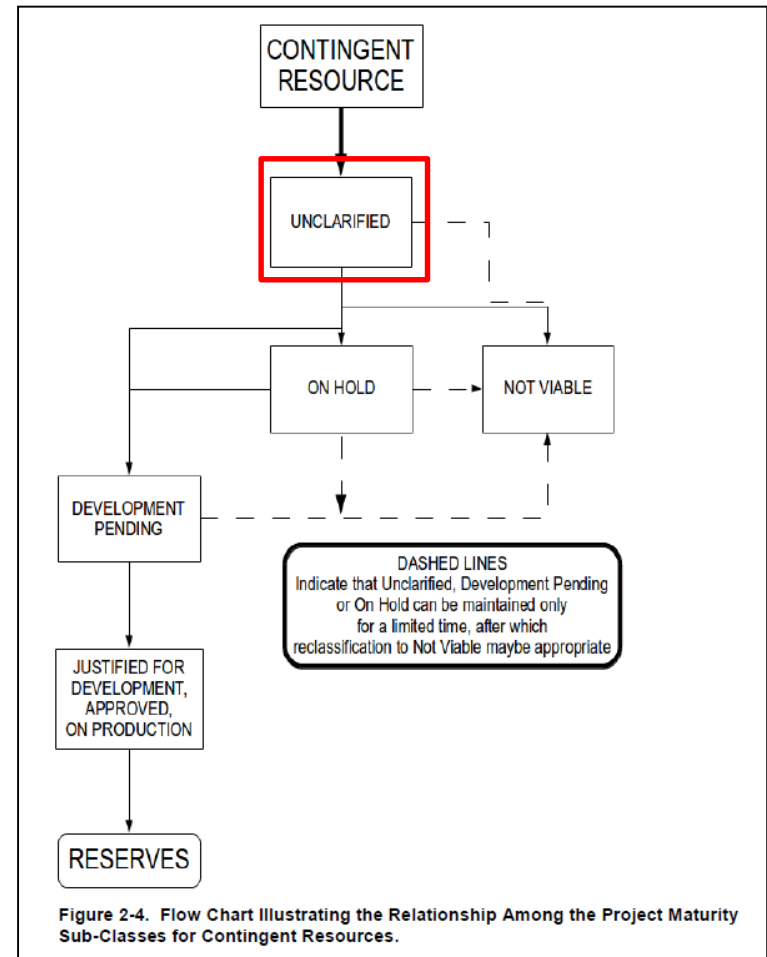 CONTINGENT
RESOURCE
UNCLARIFIED
ON HOLD
NOT VIABLE
DEVELOPMENT
PENDING
DASHED LINES
Indicate that Unclarified, Development Pending
or On Hold can be maintained only
for a limited time, after which
reclassification to Not Viable maybe appropriate
JUSTIFIED FOR
DEVELOPMENT,
APPROVED,
ON PRODUCTION
RESERVES
Figure 2-4. Flow Chart Illustrating the Relationship Among the Project Maturity
Sub-Classes for Contingent Resources.